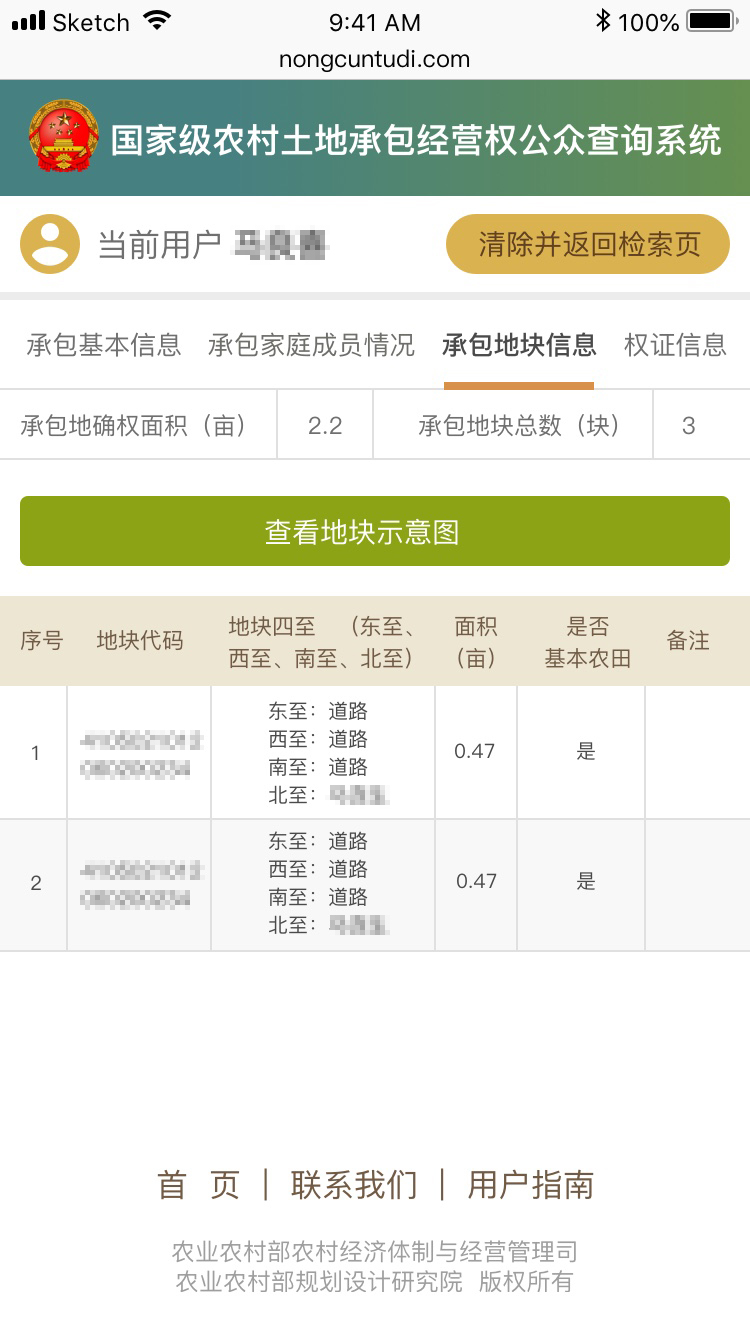 Sketch 9:41 AM 100%
nongcuntudi.com
国家级农村土地承包经营权公众查询系统
当前用户 清除并返回检索页
承包基本信息 承包家庭成员情况 承包地块信息 权证信息
承包地确权面积（亩） 2.2 承包地块总数（块） 3
查看地块示意图
序号 地块代码 地块四至 （东至、 面积 是否 备注
西至、南至、北至） （亩） 基本农田
东至：道路
西至：道路
1 0.47 是
南至：道路
北至：
东至：道路
西至：道路
2 0.47 是
南至：道路
北至：
首 页 | 联系我们 | 用户指南
农业农村部农村经济体制与经营管理司
农业农村部规划设计研究院 版权所有